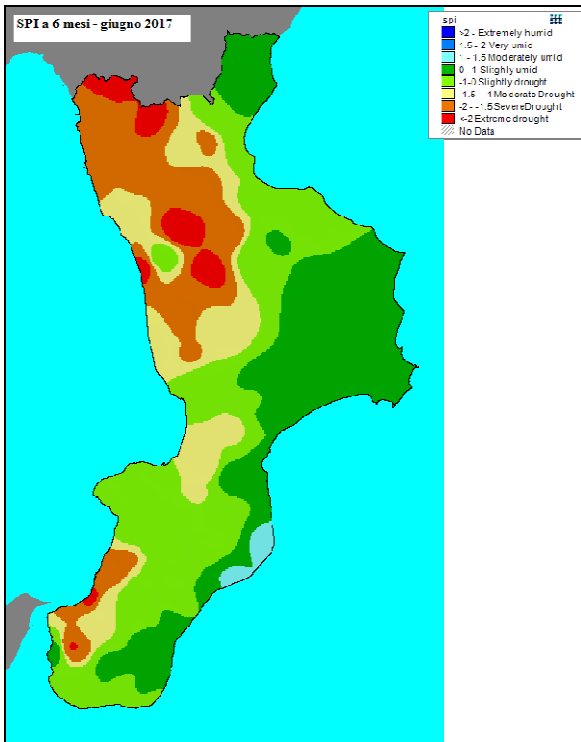 SPI a 6 mesi - giugno 2017
spi
>2 - Extremely humid
1.5 - 2 Very umid
1 - 1.5 Moderately umid
0 - 1 Slightly umid
-1-0 Slightly drought
-1.5 - -1 Moderate Drought
-2 - -1.5 Severe Drought
<-2 Extreme drought
No Data